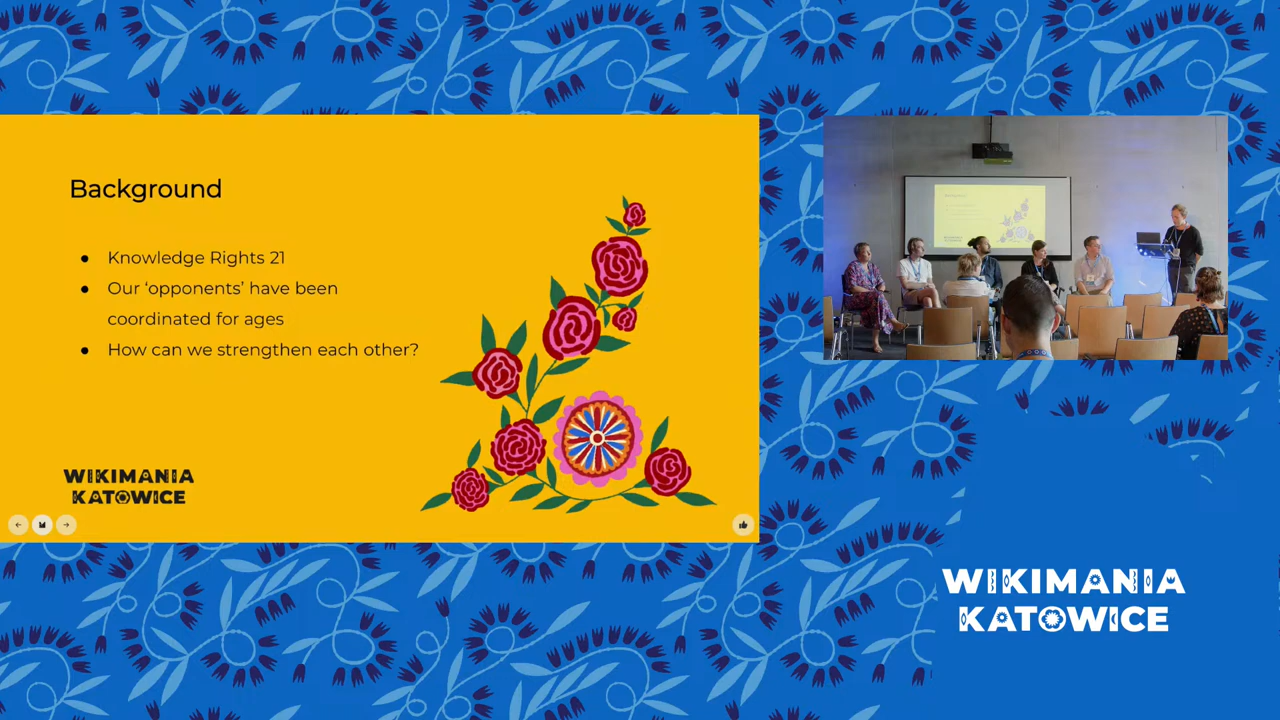 Background
● Knowledge Rights 21
● Our ‘opponents’ have been
coordinated for ages
● How can we strengthen each other?
WIKIMANIA
KATOWICE
Background
WIKIMANIA
KATOWICE